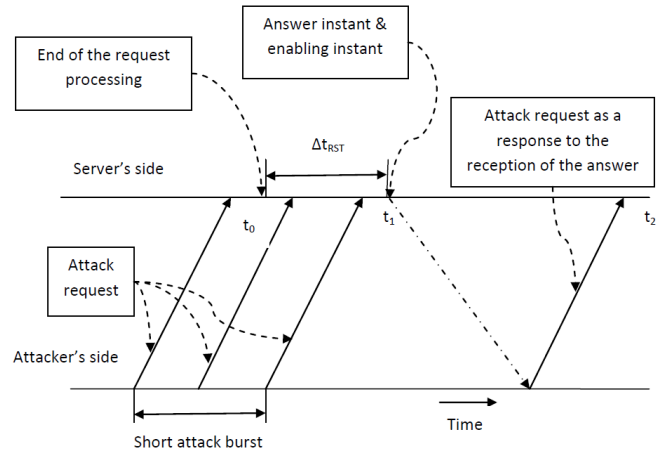 Answer instant &
enabling instant
End of the request
processing
Attack request as a
response to the
reception of the answer
ΔtRST
Server's side
t0
t1
t2
Attack
request
Attacker's side
Time
Short attack burst